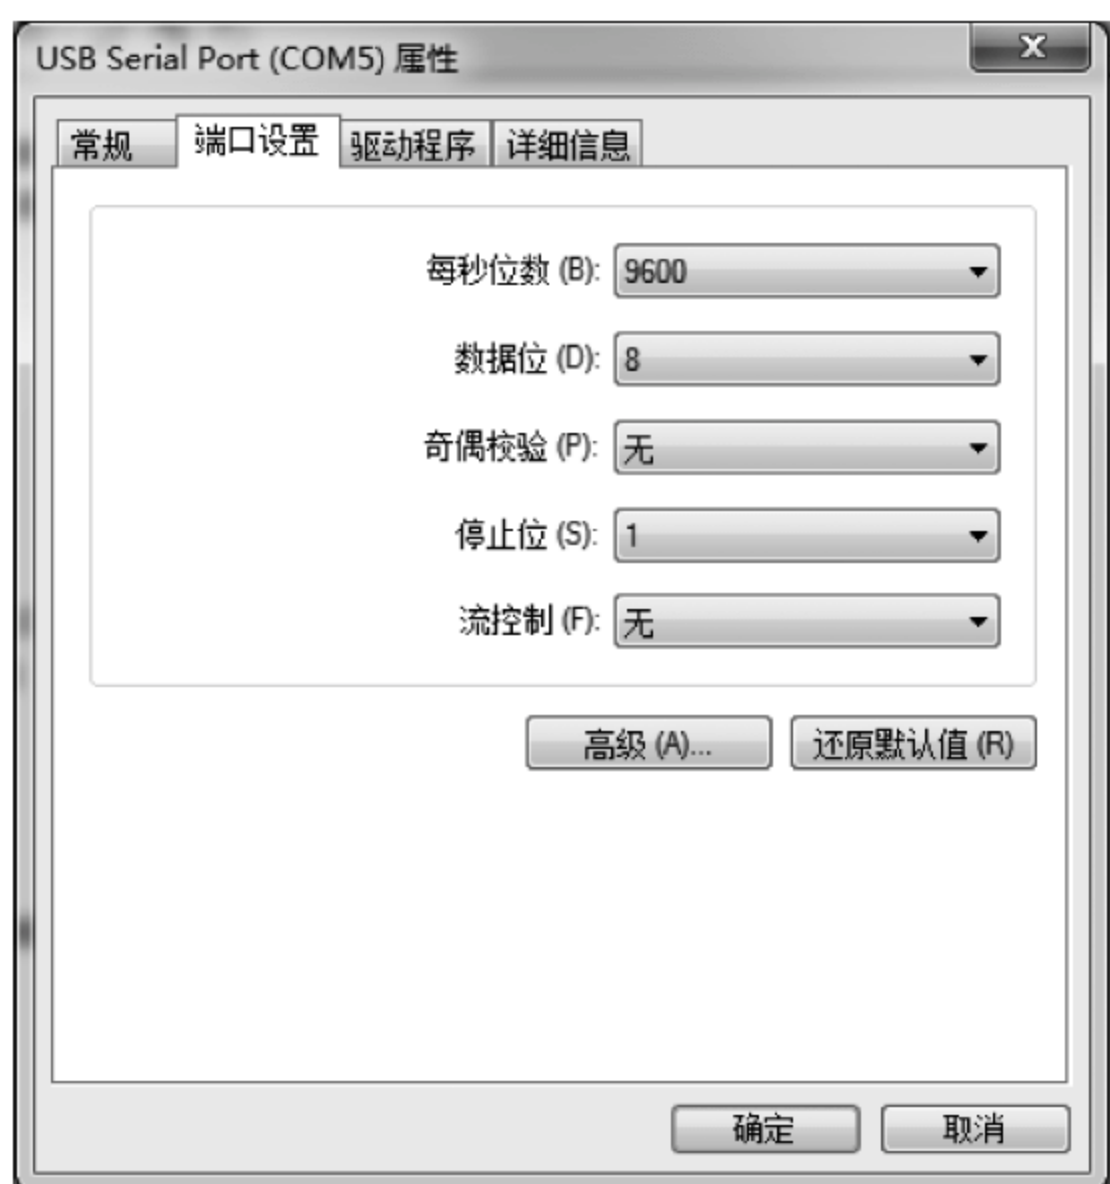 USB Serial Port (COM5) 属性
常规 端口设置 驱动程序 详细信息
每秒位数 (B): 9600
数据位 (D): 8
奇偶校验 (P): 无
停止位 (S): 1
流控制 (F): 无
高级 (A)... 还原默认值 (R)
确定 取消